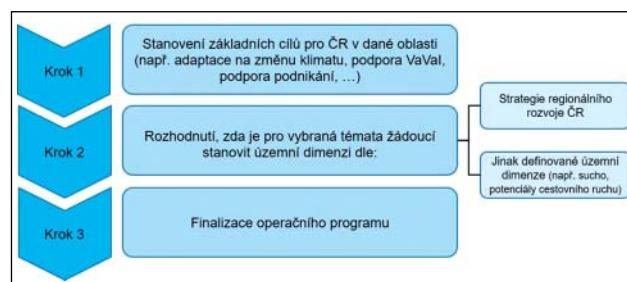 Krok 1
Stanovení základních cílů pro ČR v dané oblasti
(např. adaptace na změnu klimatu, podpora VaVaI,
podpora podnikání, …)
Krok 2
Rozhodnutí, zda je pro vybraná témata žádoucí
stanovit územní dimenzi dle:
Strategie regionálního
rozvoje ČR
Jinak definované územní
dimenze (např. sucho,
potenciály cestovního ruchu)
Krok 3
Finalizace operačního programu